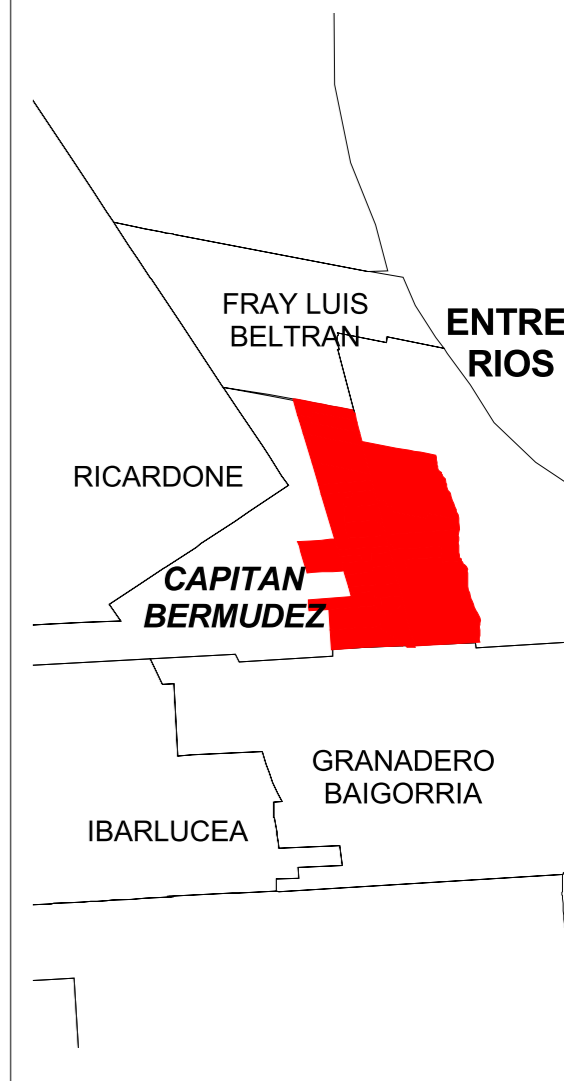 FRAY LUIS
BELTRAN
ENTRE
RIOS
RICARDONE
CAPITAN
BERMUDEZ
GRANADERO
BAIGORRIA
IBARLUCEA